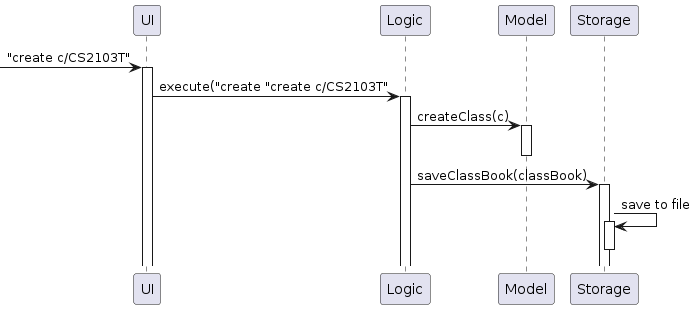 UI
Logic
Model
Storage
"create c/CS2103T"
execute("create "create c/CS2103T"
createClass(c)
saveClassBook(classBook)
save to file
UI
Logic
Model
Storage